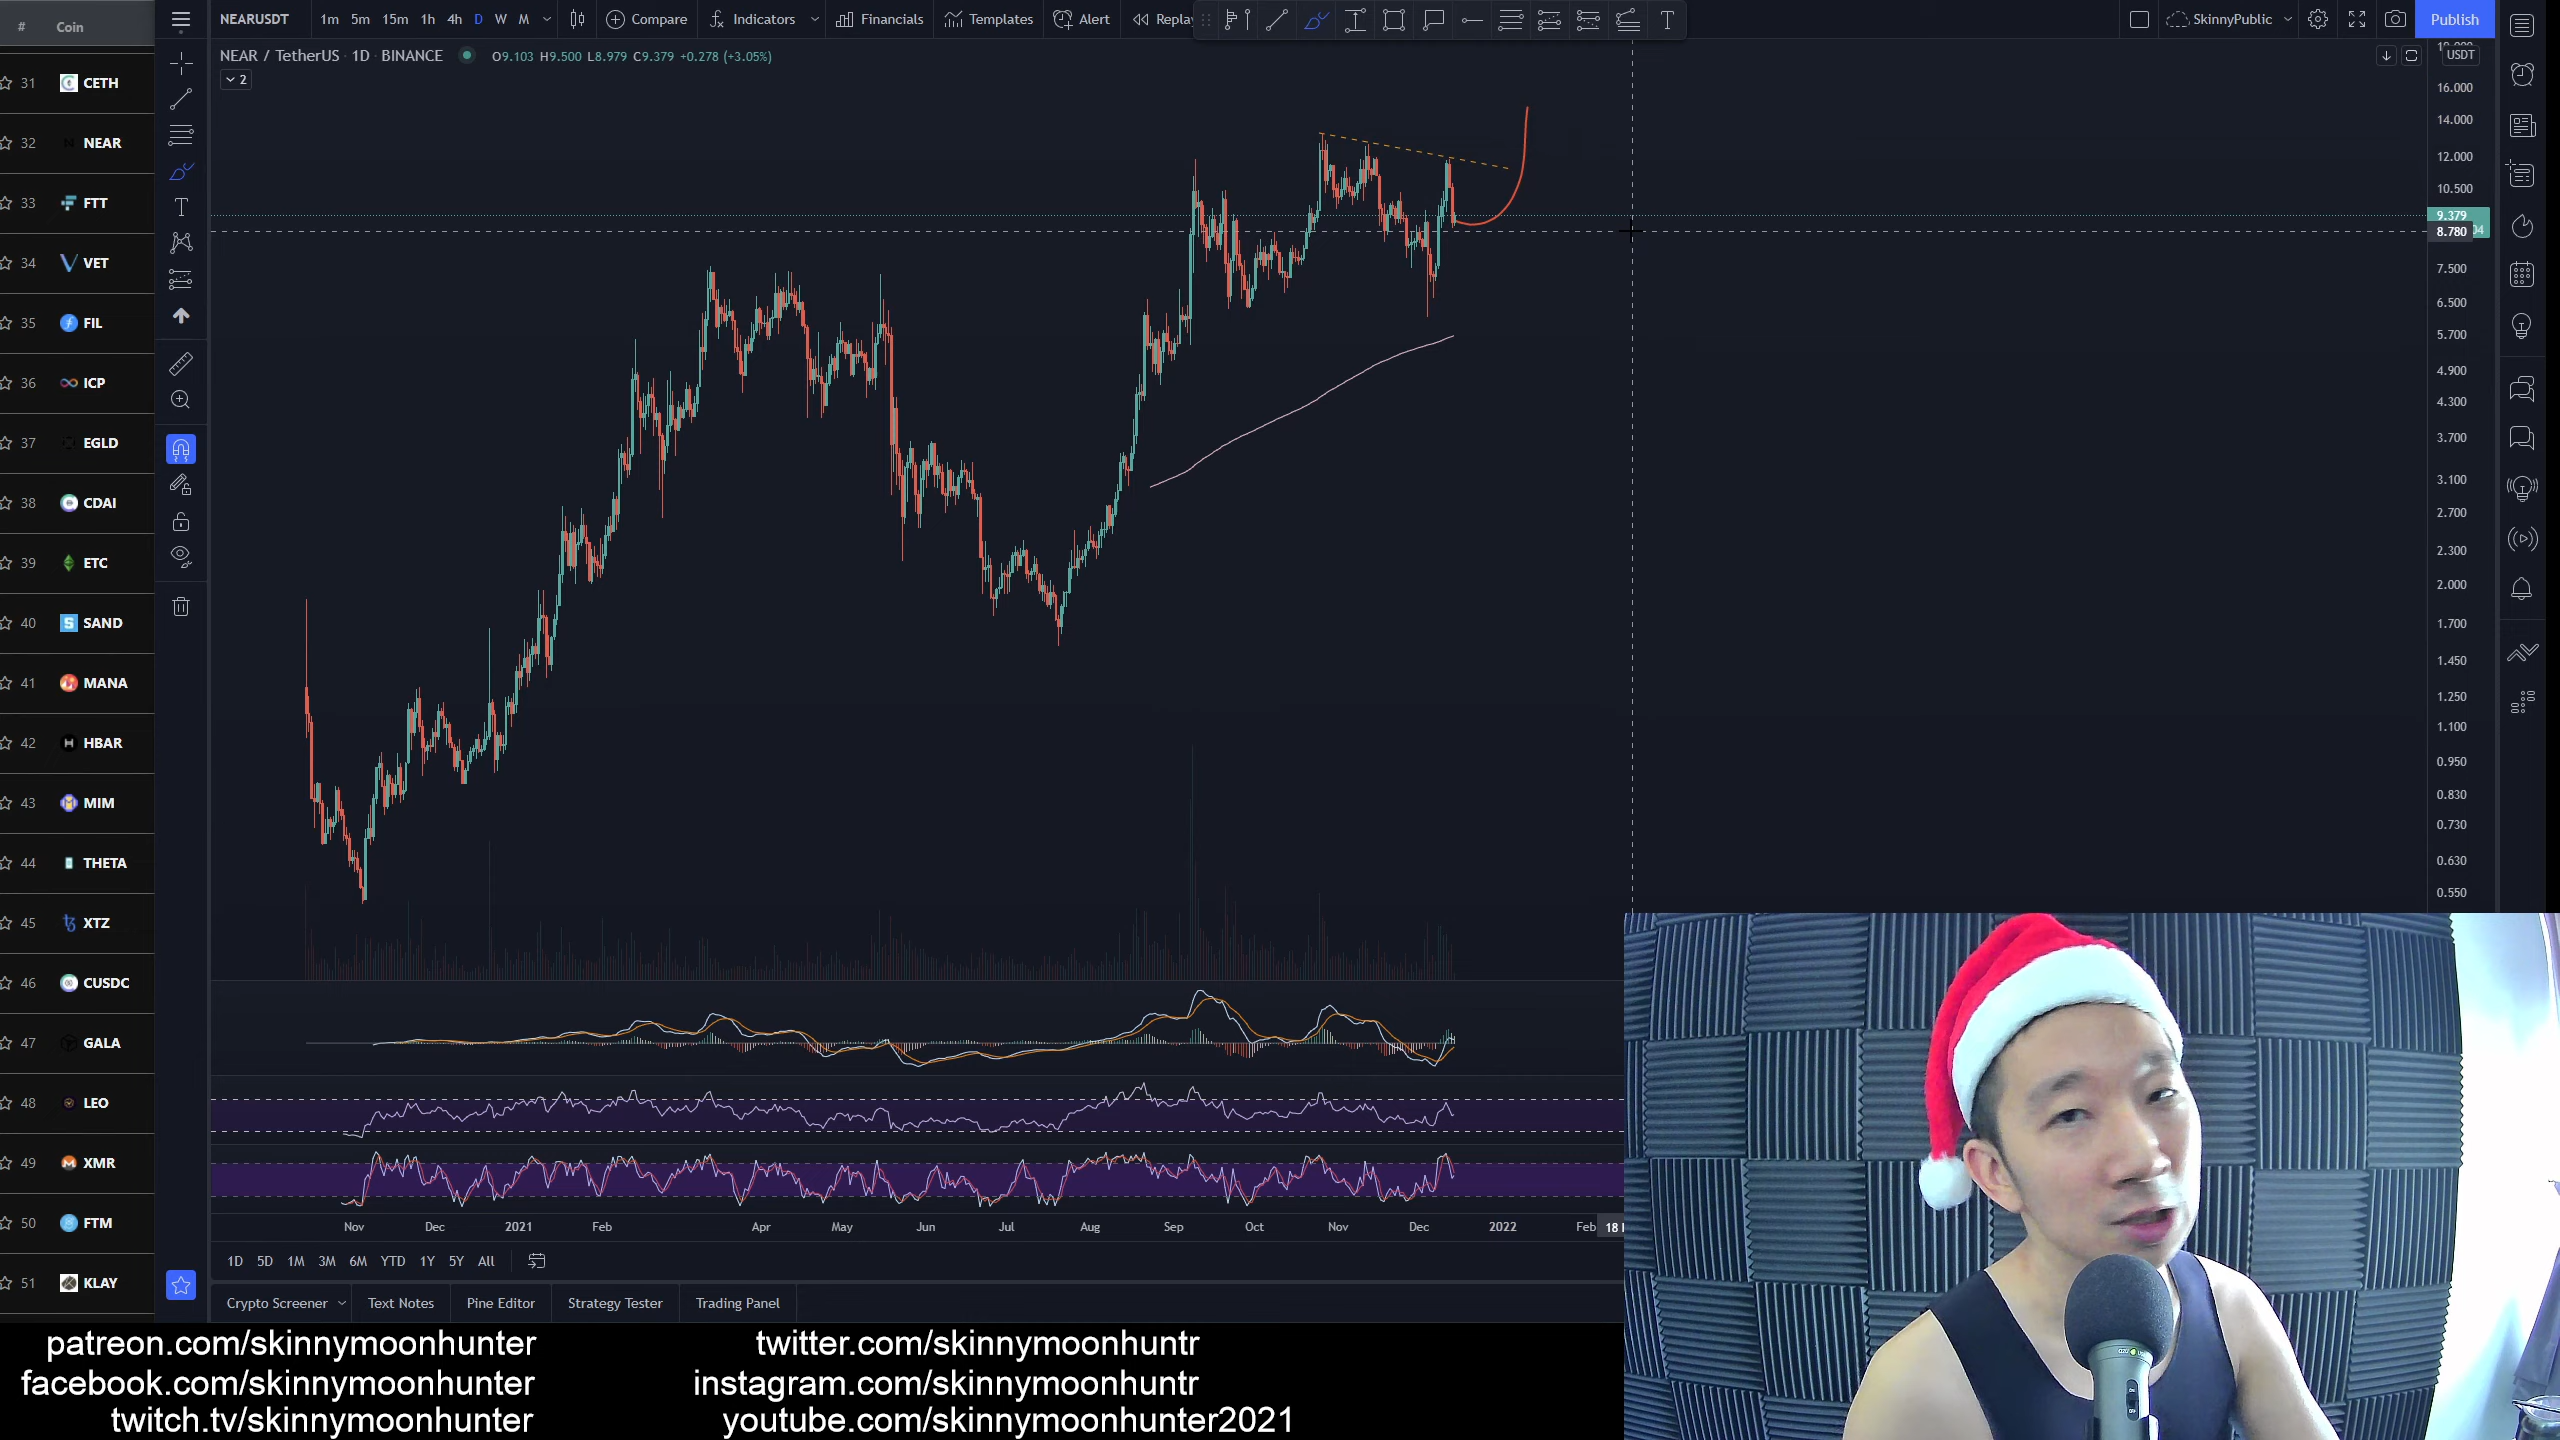 # Coin
NEARUSDT 1m 5m 15m 1h 4h D W M Compare Indicators Financials Templates Alert Replay T SkinnyPublic Publish
NEAR / TetherUS · 1D · BINANCE O9.103 H9.500 L8.979 C9.379 +0.278 (+3.05%)
2
USDT
31 CETH
32 NEAR
33 FTT
34 VET
35 FIL
36 ICP
37 EGLD
38 CDAI
39 ETC
40 SAND
41 MANA
42 HBAR
43 MIM
44 THETA
45 XTZ
46 CUSDC
47 GALA
48 LEO
49 XMR
50 FTM
51 KLAY
16.000
14.000
12.000
10.500
9.379
8.780
7.500
6.500
5.700
4.900
4.300
3.700
3.100
2.700
2.300
2.000
1.700
1.450
1.250
1.100
0.950
0.830
0.730
0.630
0.550
Nov Dec 2021 Feb Apr May Jun Jul Aug Sep Oct Nov Dec 2022 Feb 18
1D 5D 1M 3M 6M YTD 1Y 5Y All
Crypto Screener Text Notes Pine Editor Strategy Tester Trading Panel
patreon.com/skinnymoonhunter twitter.com/skinnymoonhuntr
facebook.com/skinnymoonhunter instagram.com/skinnymoonhuntr
twitch.tv/skinnymoonhunter youtube.com/skinnymoonhunter2021